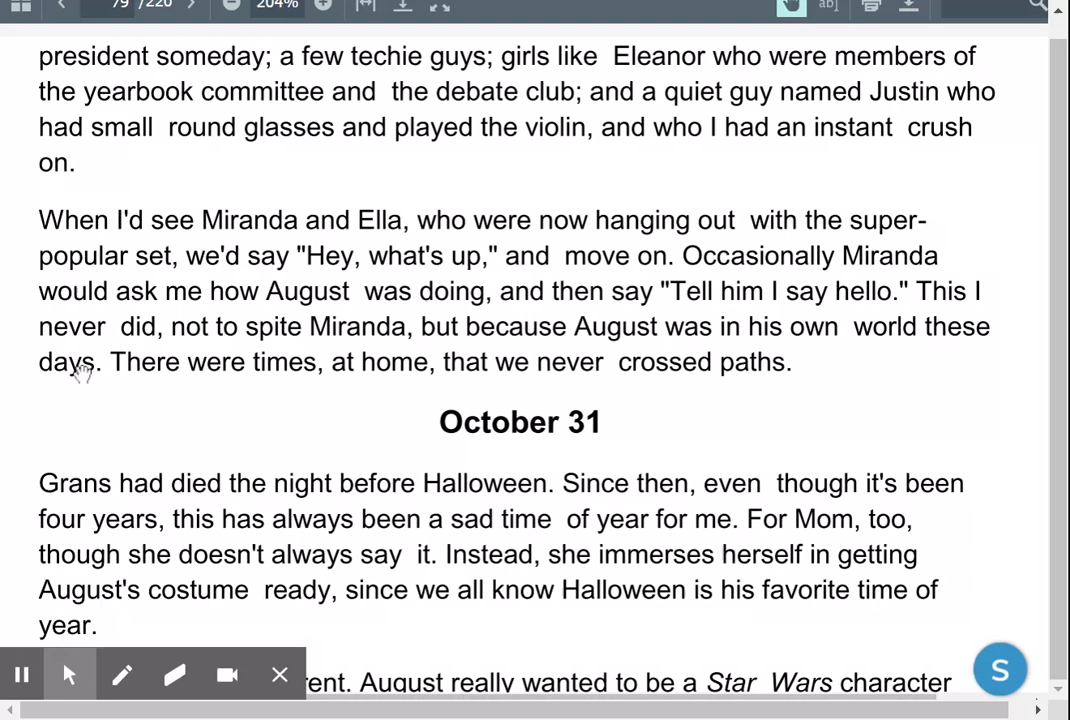 79 /220 204%
president someday; a few techie guys; girls like Eleanor who were members of
the yearbook committee and the debate club; and a quiet guy named Justin who
had small round glasses and played the violin, and who I had an instant crush
on.
When I'd see Miranda and Ella, who were now hanging out with the super-
popular set, we'd say "Hey, what's up," and move on. Occasionally Miranda
would ask me how August was doing, and then say "Tell him I say hello." This I
never did, not to spite Miranda, but because August was in his own world these
days. There were times, at home, that we never crossed paths.
October 31
Grans had died the night before Halloween. Since then, even though it's been
four years, this has always been a sad time of year for me. For Mom, too,
though she doesn't always say it. Instead, she immerses herself in getting
August's costume ready, since we all know Halloween is his favorite time of
year.
rent. August really wanted to be a Star Wars character
S